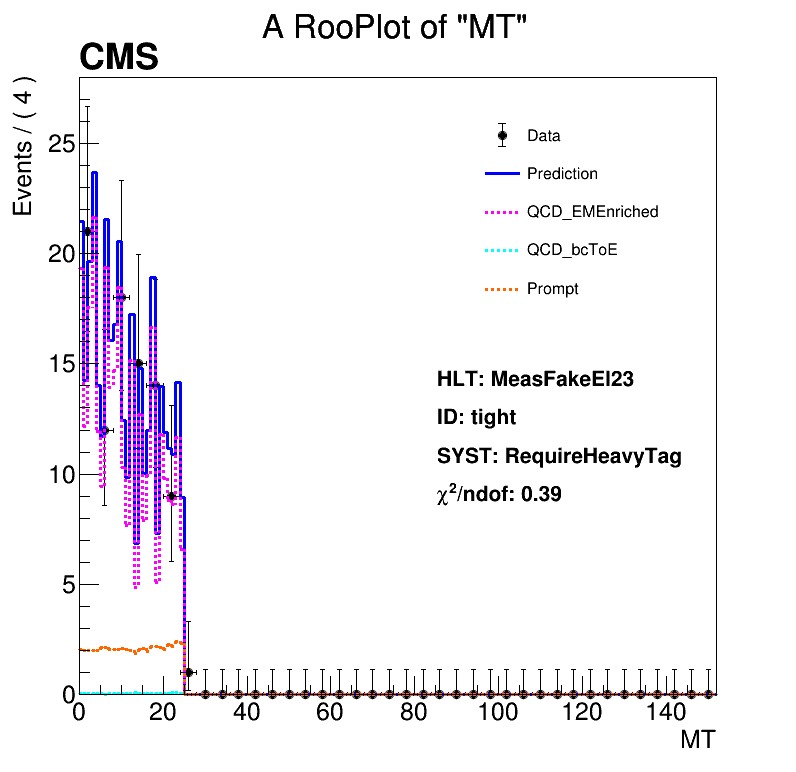 A RooPlot of "MT"
CMS
Events / ( 4 )
25
20
15
10
5
0
Data
Prediction
QCD_EMEnriched
QCD_bcToE
Prompt
HLT: MeasFakeEl23
ID: tight
SYST: RequireHeavyTag
χ²/ndof: 0.39
0 20 40 60 80 100 120 140
MT